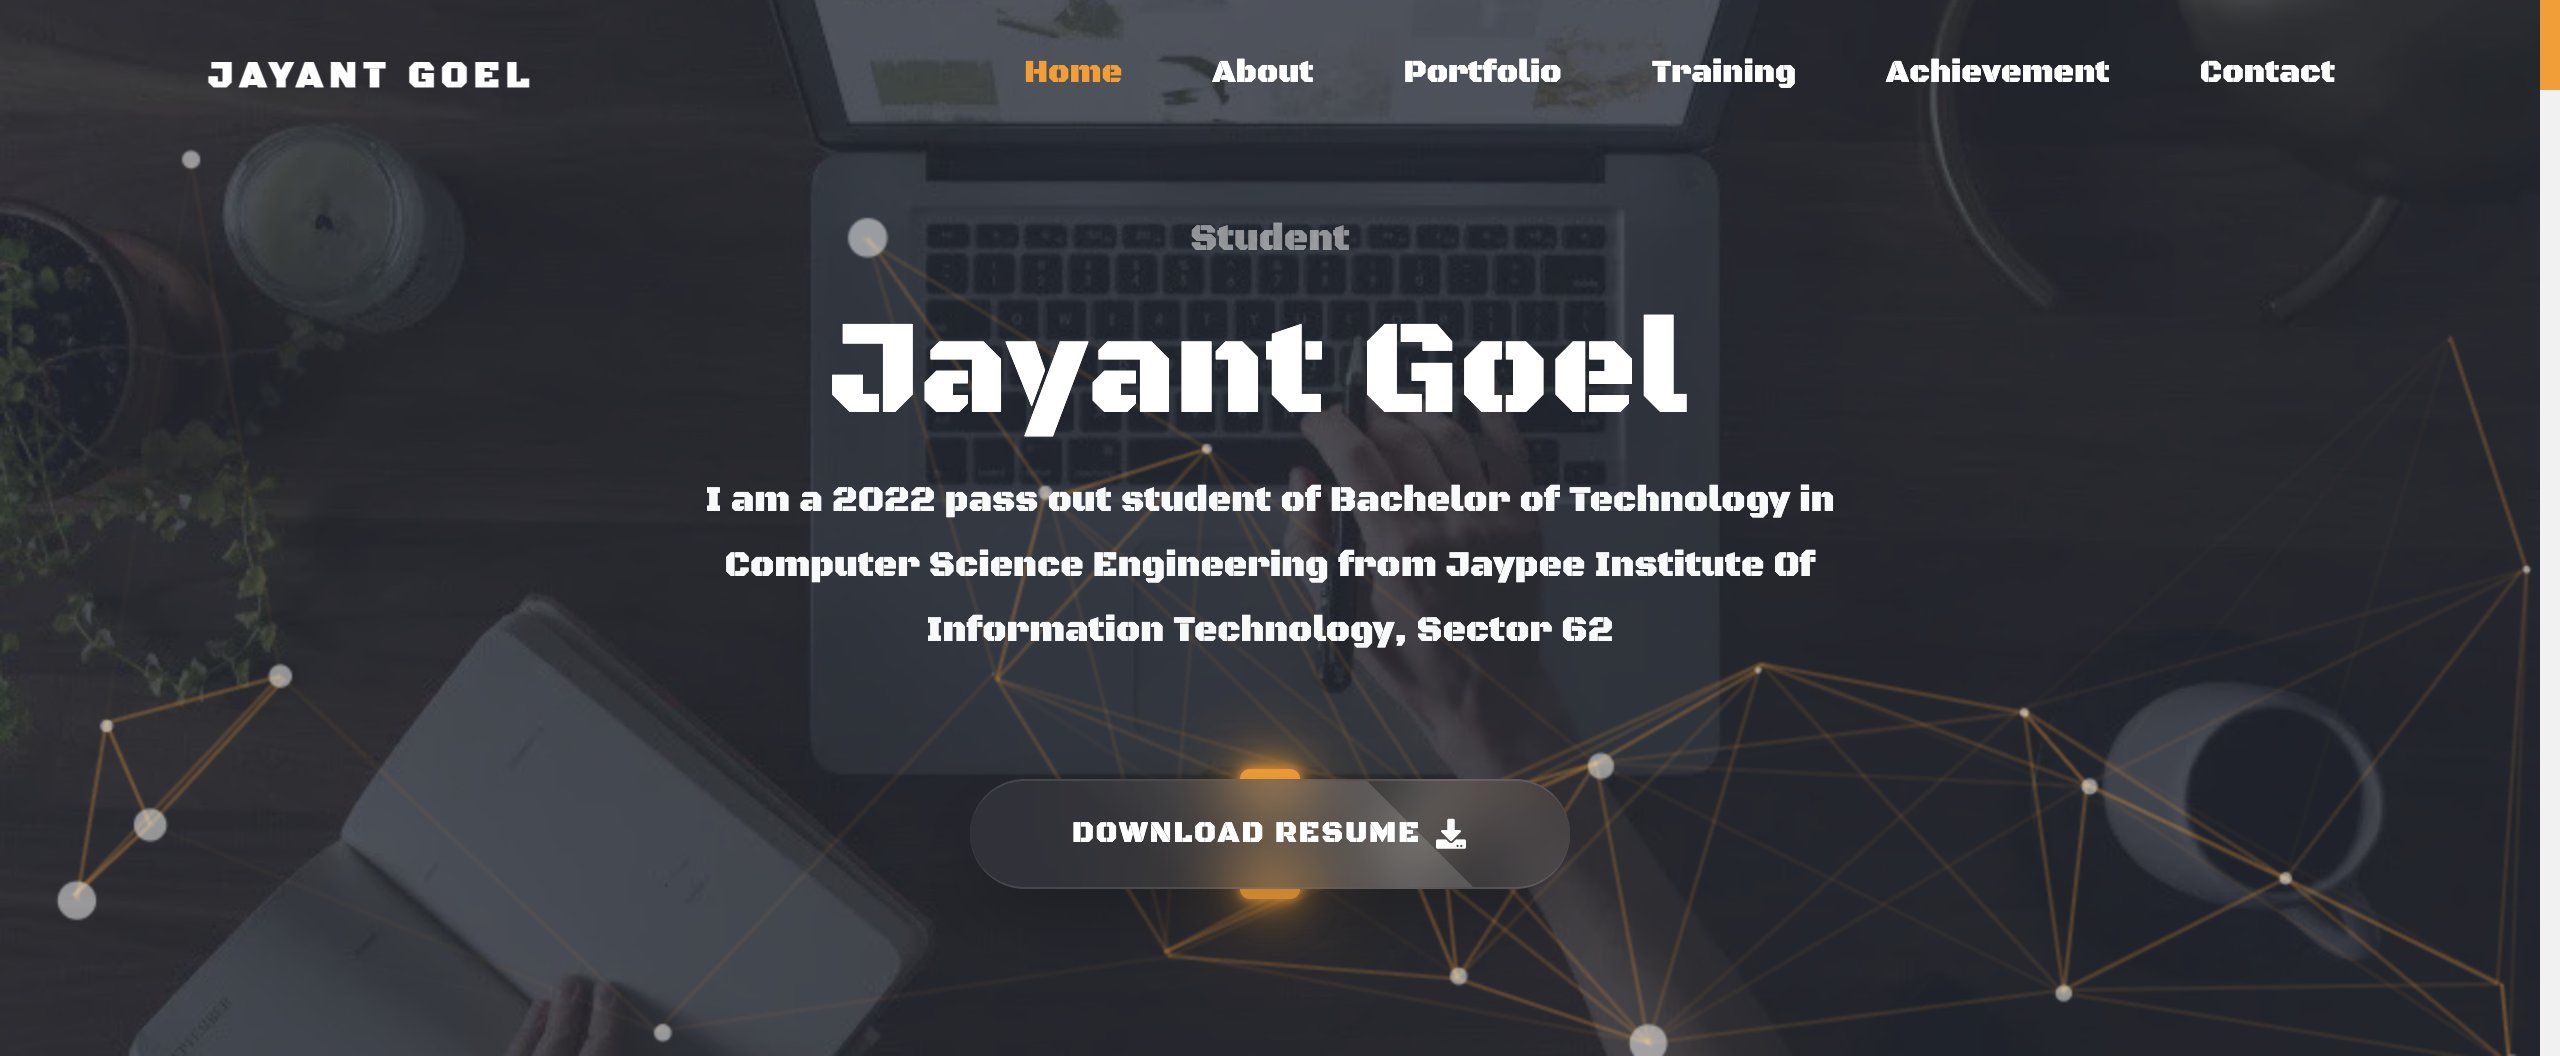 JAYANT GOEL
Home About Portfolio Training Achievement Contact
Student
Jayant Goel
I am a 2022 pass out student of Bachelor of Technology in
Computer Science Engineering from Jaypee Institute Of
Information Technology, Sector 62
DOWNLOAD RESUME